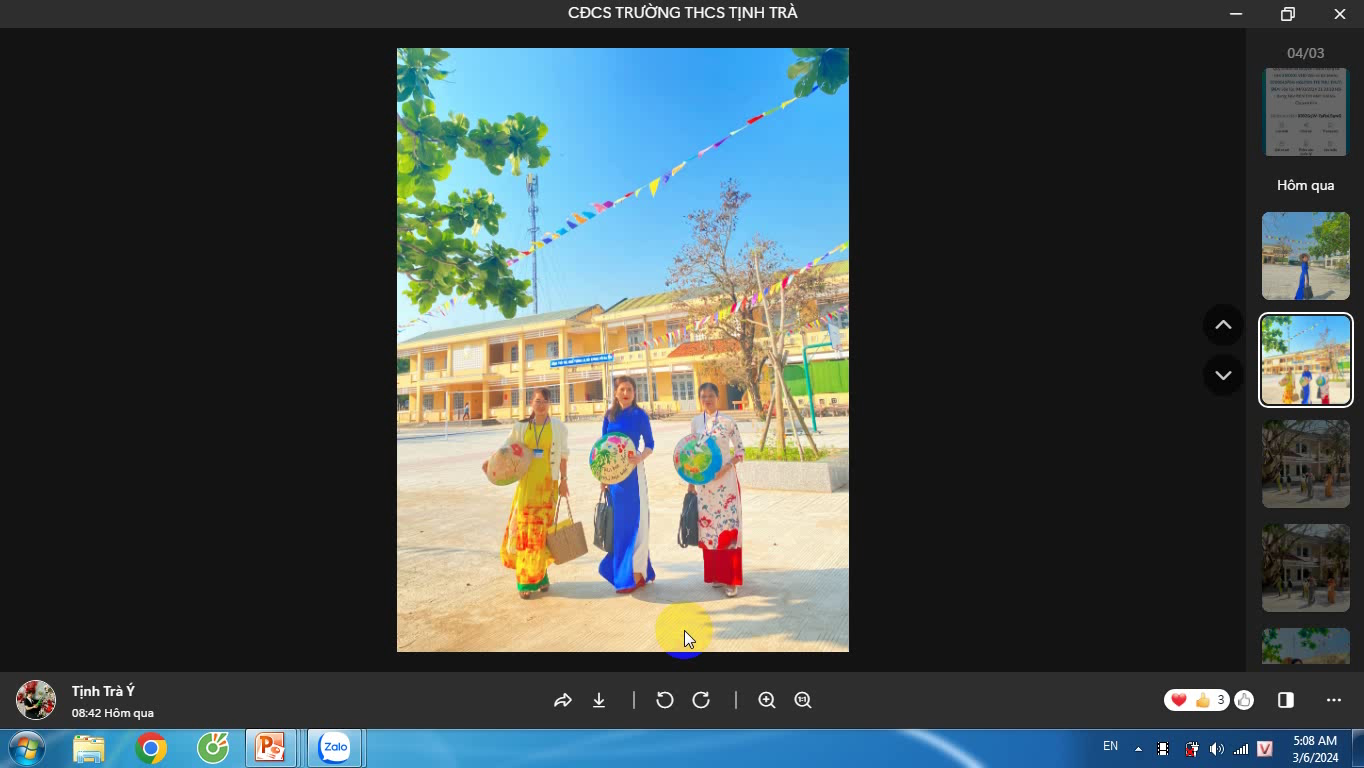 CĐCS TRƯỜNG THCS TỊNH TRÀ
04/03
Hôm qua
Tịnh Trà Ý
08:42 Hôm qua
3
Zalo
EN
V
5:08 AM
3/6/2024